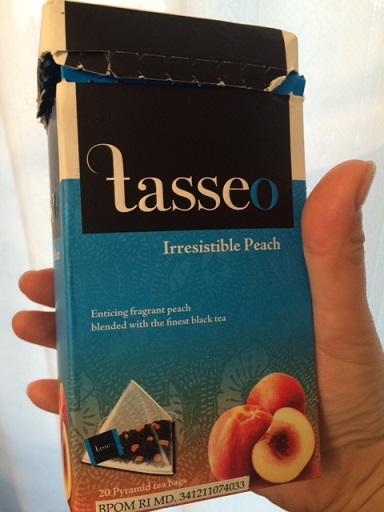 tasseo
Irresistible Peach
Enticing fragrant peach
blended with the finest black tea
tasseo
20 Pyramid tea bags
BPOM RI MD. 341211074033